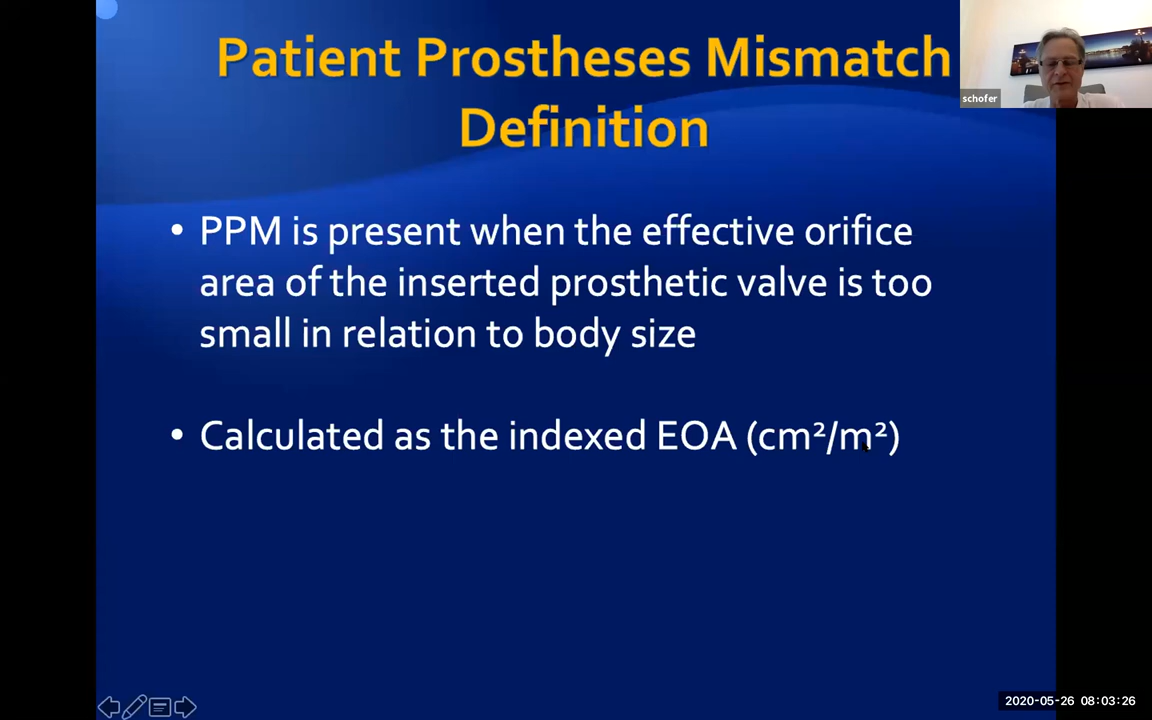 Patient Prostheses Mismatch
Definition
schofer
• PPM is present when the effective orifice
area of the inserted prosthetic valve is too
small in relation to body size
• Calculated as the indexed EOA (cm²/m²)
2020-05-26 08:03:26